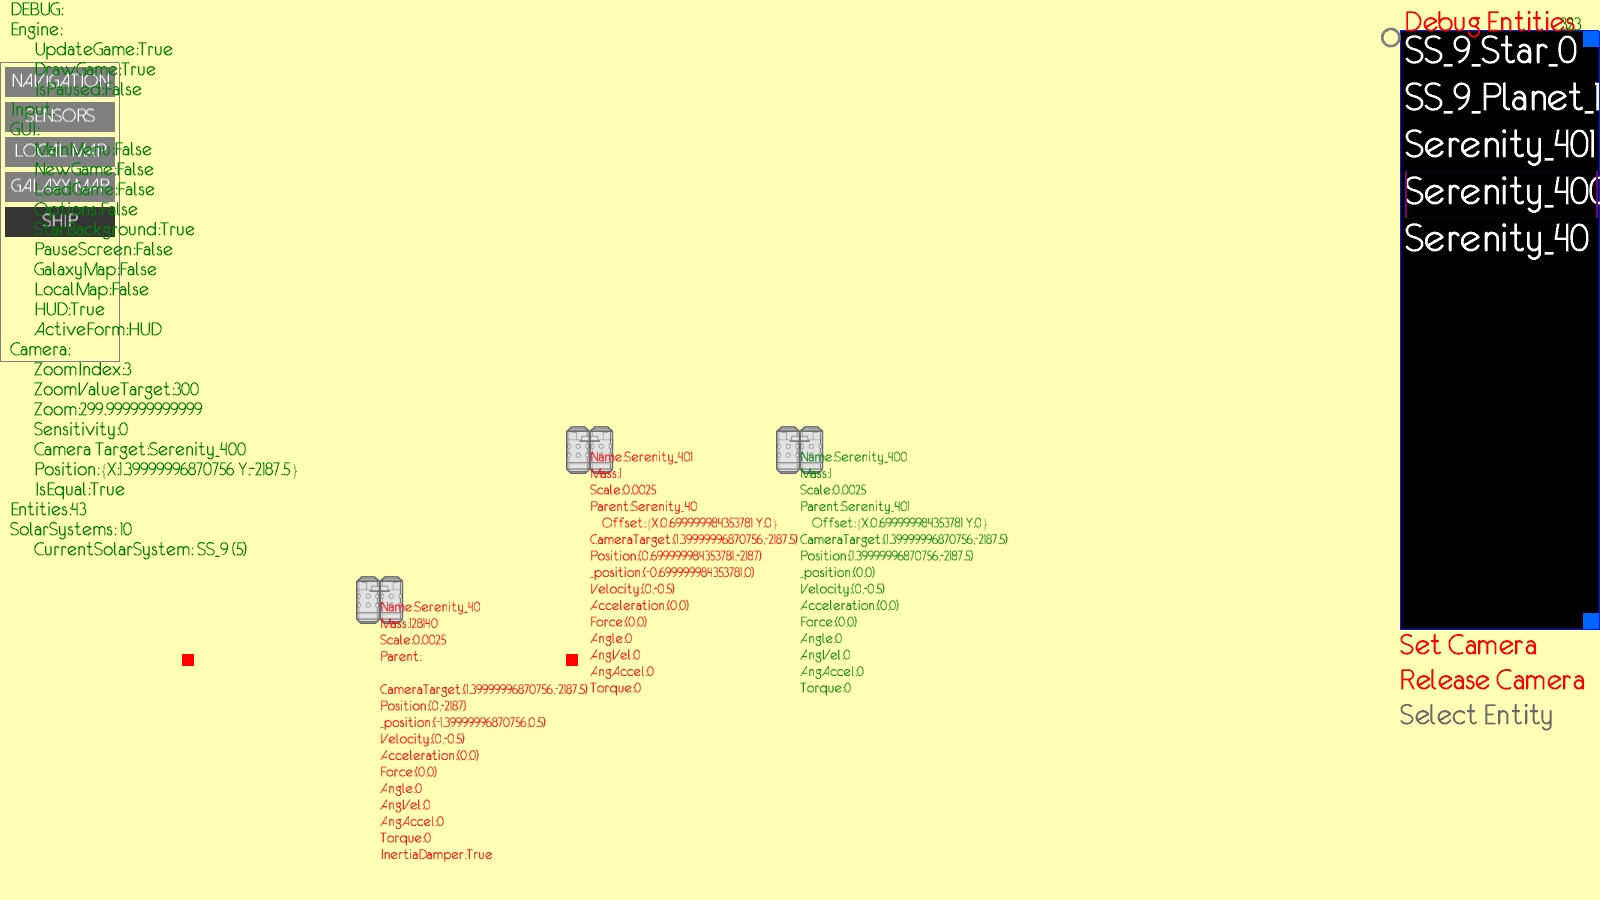 DEBUG:
Engine:
UpdateGame:True
DrawGame:True
IsPaused:False
Input:
GUI:
MainMenu:False
NewGame:False
LoadGame:False
Options:False
StarBackground:True
PauseScreen:False
GalaxyMap:False
LocalMap:False
HUD:True
ActiveForm:HUD
Camera:
ZoomIndex:3
ZoomValueTarget:300
Zoom:299.999999999999
Sensitivity:0
Camera Target:Serenity_400
Position:{X:1.39999996870756 Y:-2187.5}
IsEqual:True
Entities:43
SolarSystems: 10
CurrentSolarSystem: SS_9 (5)
NAVIGATION
SENSORS
LOCAL MAP
GALAXY MAP
SHIP
Name:Serenity_40
Mass:128140
Scale:0.0025
Parent:
CameraTarget:(1.39999996870756,-2187.5)
Position:(0,-2187)
_position:(-1.39999996870756,0.5)
Velocity:(0,-0.5)
Acceleration:(0,0)
Force:(0,0)
Angle:0
AngVel:0
AngAccel:0
Torque:0
InertiaDamper:True
Name:Serenity_401
Mass:1
Scale:0.0025
Parent:Serenity_40
Offset:{X:0.699999984353781 Y:0}
CameraTarget:(1.39999996870756,-2187.5)
Position:(0.699999984353781,-2187)
_position:(-0.699999984353781,0)
Velocity:(0,-0.5)
Acceleration:(0,0)
Force:(0,0)
Angle:0
AngVel:0
AngAccel:0
Torque:0
Name:Serenity_400
Mass:1
Scale:0.0025
Parent:Serenity_401
Offset:{X:0.699999984353781 Y:0}
CameraTarget:(1.39999996870756,-2187.5)
Position:(1.39999996870756,-2187.5)
_position:(0,0)
Velocity:(0,-0.5)
Acceleration:(0,0)
Force:(0,0)
Angle:0
AngVel:0
AngAccel:0
Torque:0
Debug Entities
SS_9_Star_0
SS_9_Planet_1
Serenity_401
Serenity_400
Serenity_40
Set Camera
Release Camera
Select Entity